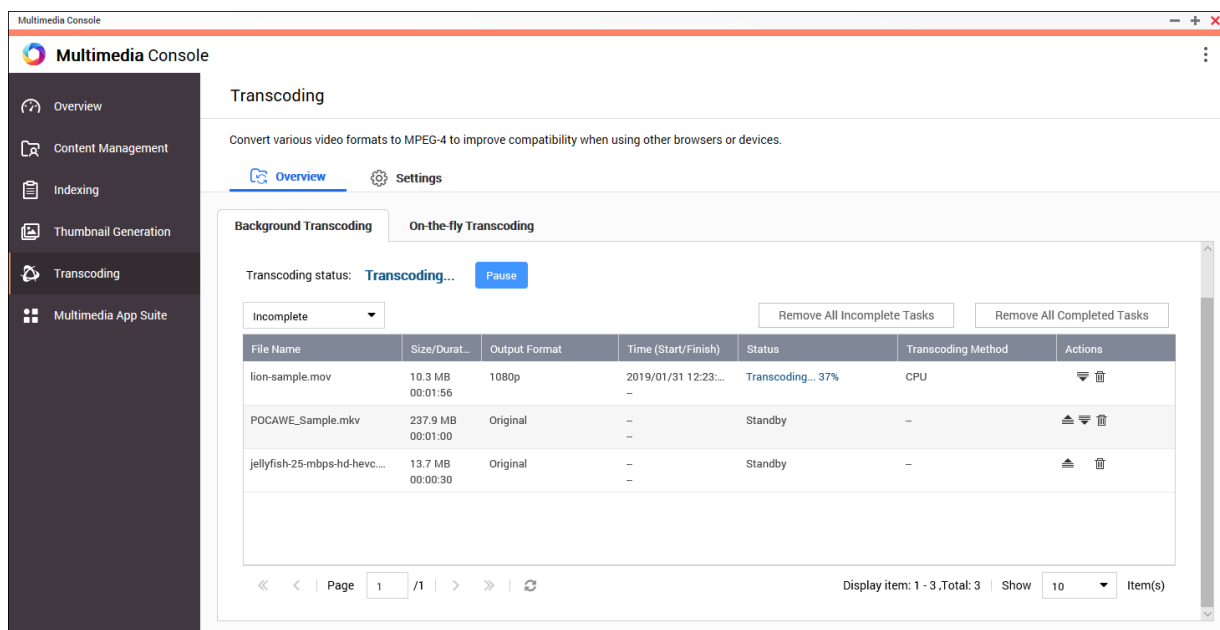 Multimedia Console
Multimedia Console
Overview
Content Management
Indexing
Thumbnail Generation
Transcoding
Multimedia App Suite
Transcoding
Convert various video formats to MPEG-4 to improve compatibility when using other browsers or devices.
Overview Settings
Background Transcoding On-the-fly Transcoding
Transcoding status: Transcoding... Pause
Incomplete Remove All Incomplete Tasks Remove All Completed Tasks
File Name Size/Durat... Output Format Time (Start/Finish) Status Transcoding Method Actions
lion-sample.mov 10.3 MB 1080p 2019/01/31 12:23:... Transcoding... 37% CPU
00:01:56 --
POCAWE_Sample.mkv 237.9 MB Original -- Standby --
00:01:00 --
jellyfish-25-mbps-hd-hevc.... 13.7 MB Original -- Standby --
00:00:30 --
Page 1 /1 Display item: 1 - 3 ,Total: 3 Show 10 Item(s)